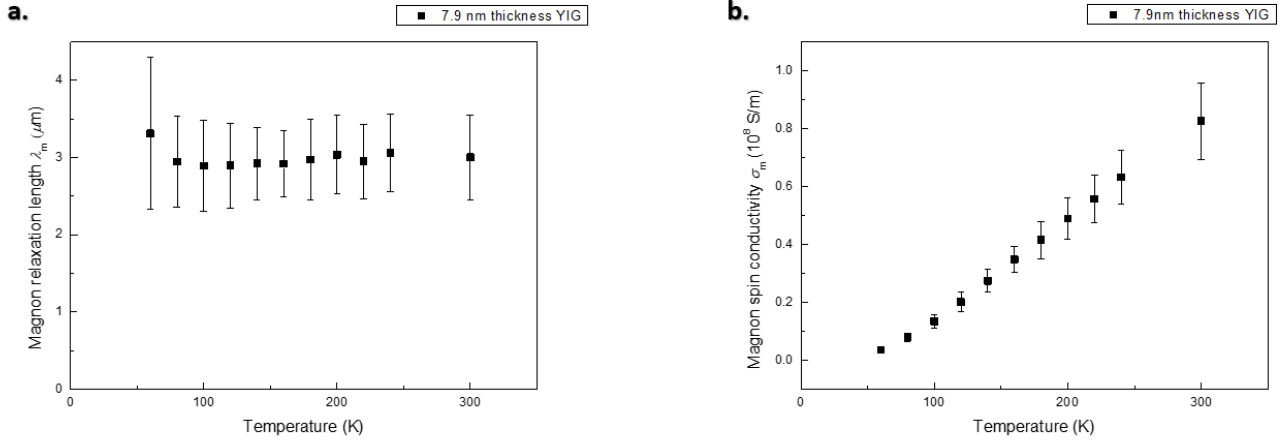 a.
7.9 nm thickness YIG
Magnon relaxation length λm (μm)
4
3
2
1
0
0 100 200 300
Temperature (K)
b.
7.9nm thickness YIG
Magnon spin conductivity σm (10⁸ S/m)
1.0
0.8
0.6
0.4
0.2
0.0
0 100 200 300
Temperature (K)